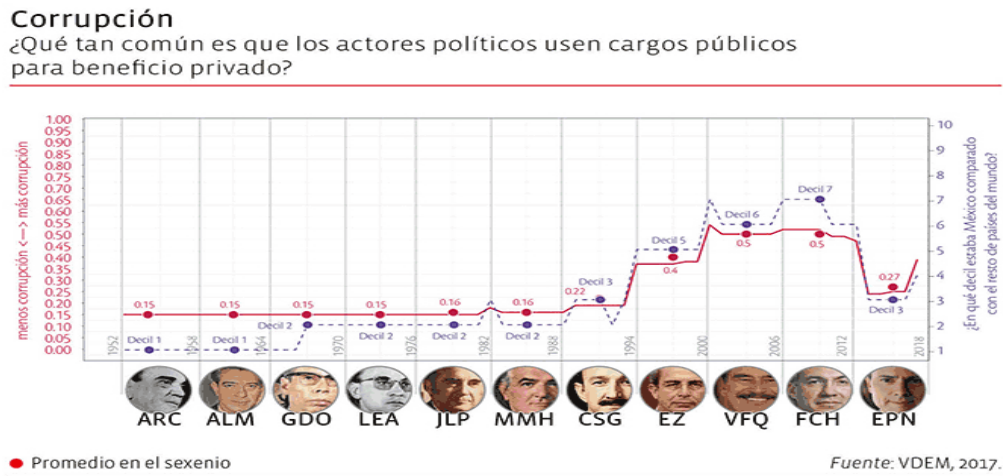 Corrupción
¿Qué tan común es que los actores políticos usen cargos públicos
para beneficio privado?
menos corrupción <—> más corrupción
1.00
0.95
0.90
0.85
0.80
0.75
0.70
0.65
0.60
0.55
0.50
0.45
0.40
0.35
0.30
0.25
0.20
0.15
0.10
0.05
0.00
0.15
0.15
0.15
0.15
0.16
0.16
0.22
0.4
0.5
0.5
0.27
Decil 1
Decil 1
Decil 2
Decil 2
Decil 2
Decil 2
Decil 3
Decil 5
Decil 6
Decil 7
Decil 3
1952
1958
1964
1970
1976
1982
1988
1994
2000
2006
2012
2018
10
9
8
7
6
5
4
3
2
1
¿En qué decil estaba México comparado
con el resto de países del mundo?
ARC ALM GDO LEA JLP MMH CSG EZ VFQ FCH EPN
Promedio en el sexenio
Fuente: VDEM, 2017.